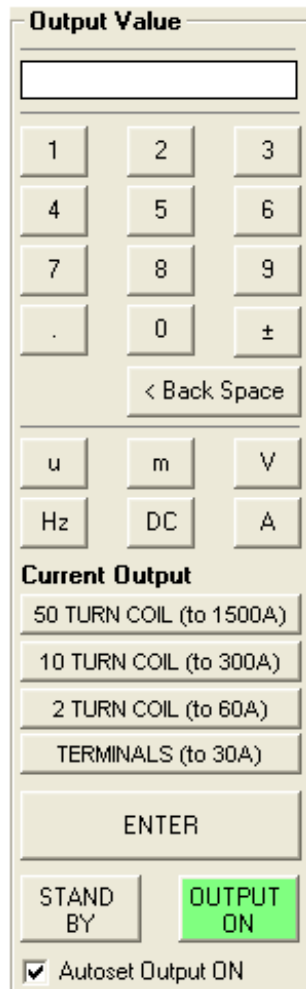 Output Value
1 2 3
4 5 6
7 8 9
. 0 ±
< Back Space
u m V
Hz DC A
Current Output
50 TURN COIL (to 1500A)
10 TURN COIL (to 300A)
2 TURN COIL (to 60A)
TERMINALS (to 30A)
ENTER
STAND BY
OUTPUT ON
Autoset Output ON